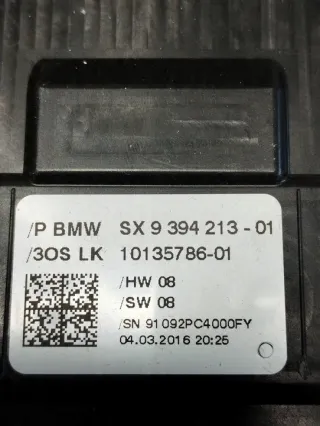 /P BMW SX 9 394 213 - 01
/3OS LK 10135786-01
/HW 08
/SW 08
/SN 91092PC4000FY
04.03.2016 20:25